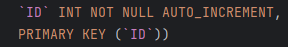 `ID` INT NOT NULL AUTO_INCREMENT,
PRIMARY KEY (`ID`))